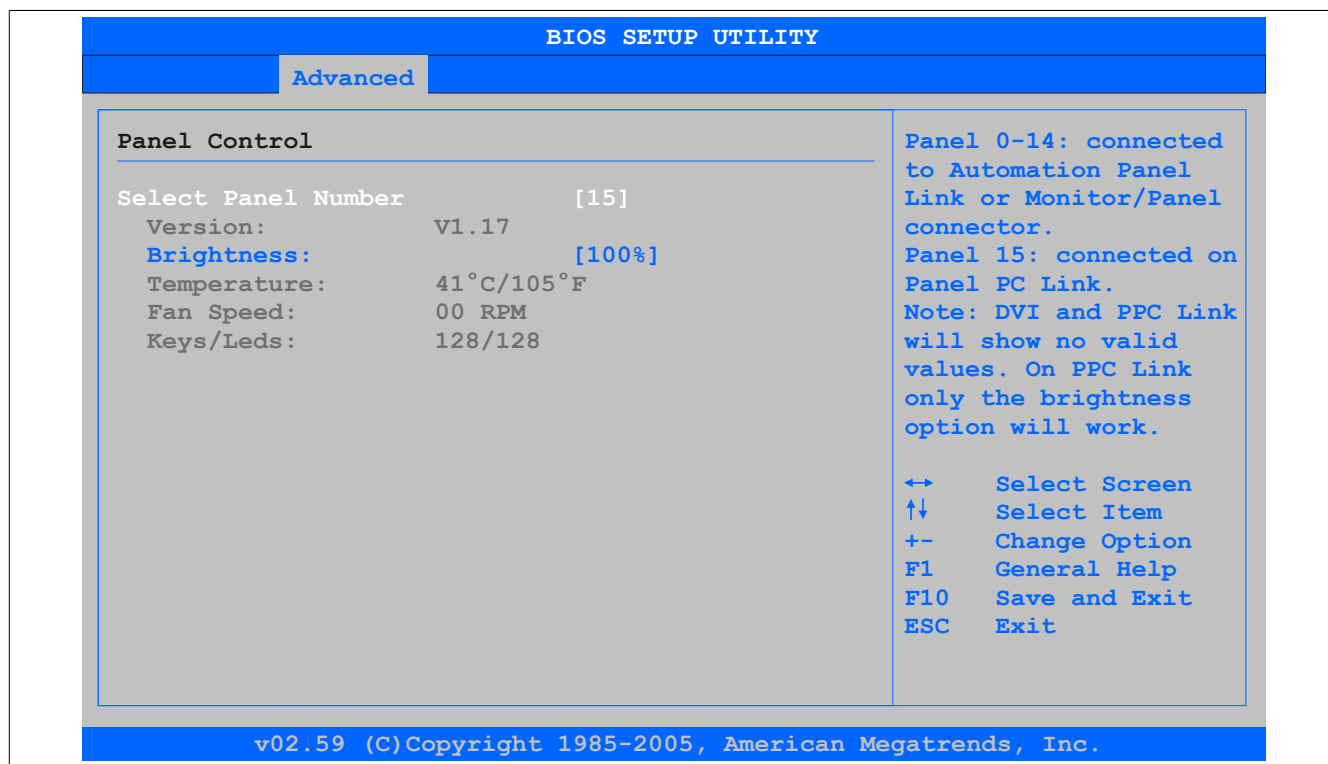 BIOS SETUP UTILITY
Advanced
Panel Control
Select Panel Number [15]
Version: V1.17
Brightness: [100%]
Temperature: 41°C/105°F
Fan Speed: 00 RPM
Keys/Leds: 128/128
Panel 0-14: connected
to Automation Panel
Link or Monitor/Panel
connector.
Panel 15: connected on
Panel PC Link.
Note: DVI and PPC Link
will show no valid
values. On PPC Link
only the brightness
option will work.
↔ Select Screen
↑↓ Select Item
+- Change Option
F1 General Help
F10 Save and Exit
ESC Exit
v02.59 (C)Copyright 1985-2005, American Megatrends, Inc.